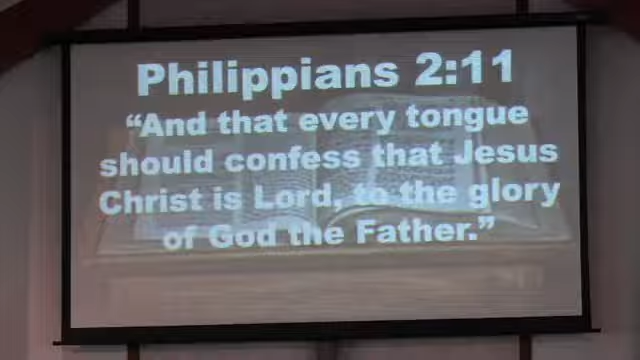 Philippians 2:11
“And that every tongue
should confess that Jesus
Christ is Lord, to the glory
of God the Father.”